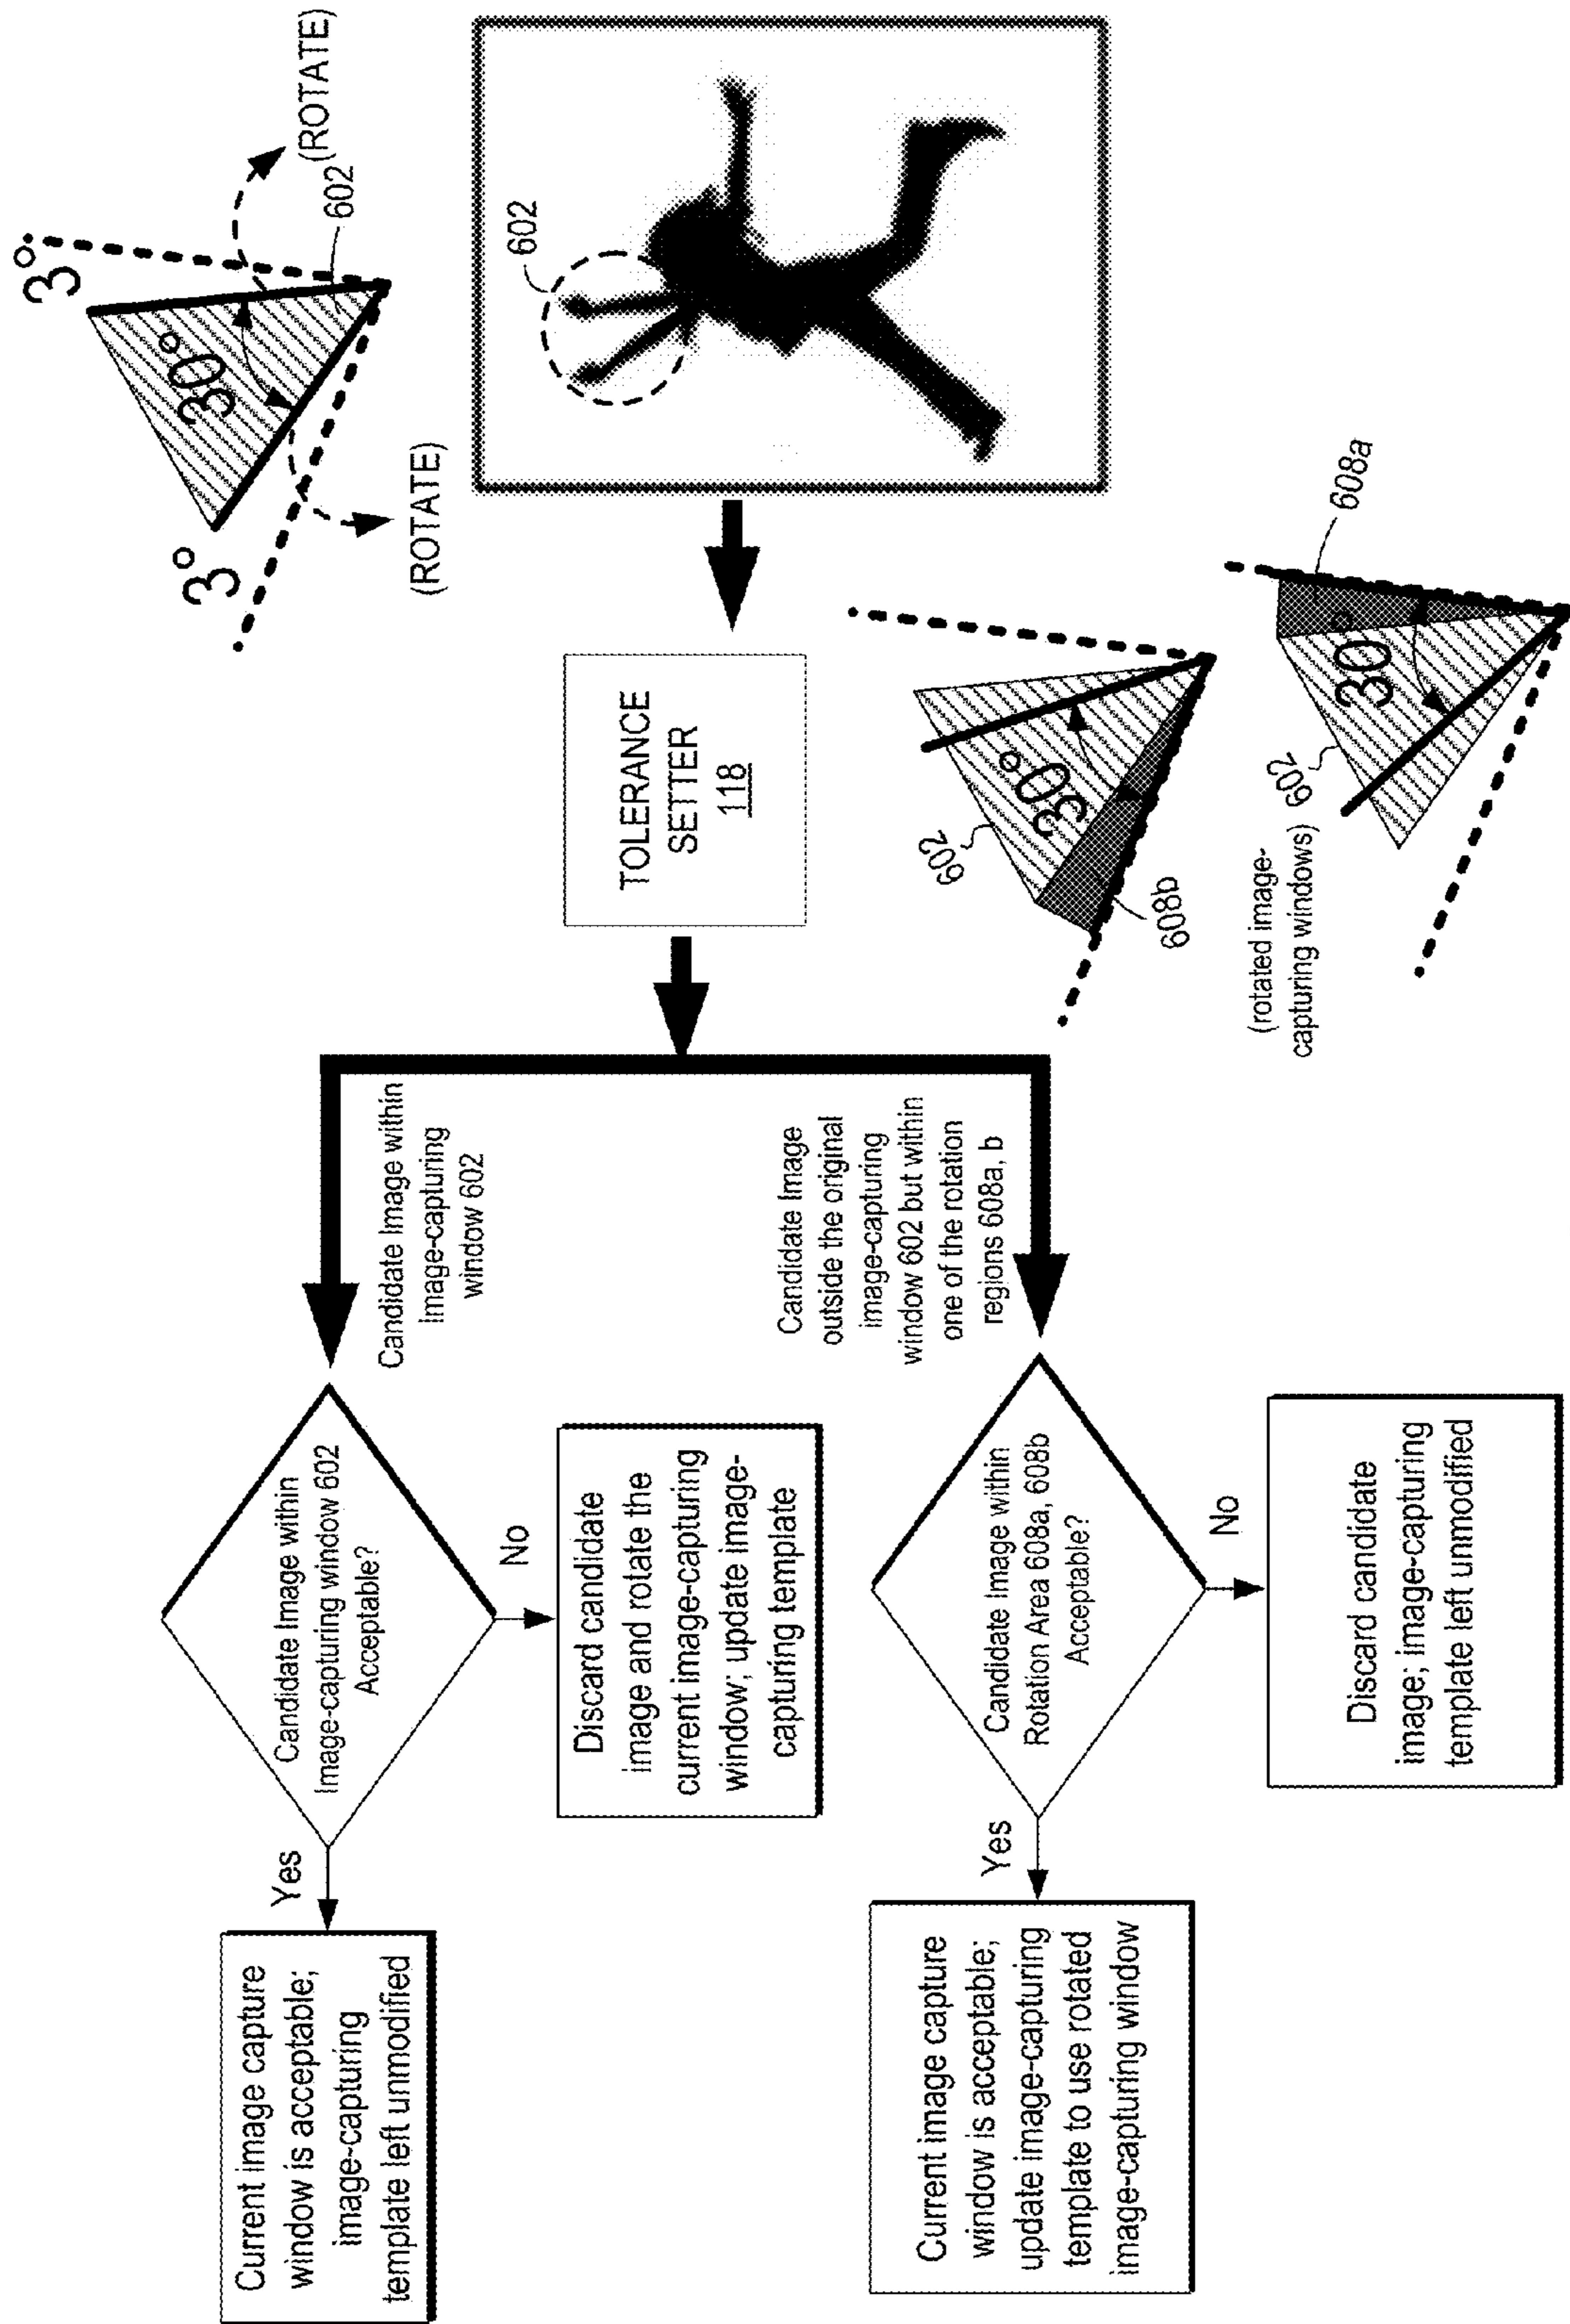 3°
30°
3°
(ROTATE)
602
(ROTATE)
602
TOLERANCE
SETTER
118
602
30°
608b
(rotated image-
capturing windows)
602
30°
608a
Candidate Image within
Image-capturing
window 602
Candidate Image
outside the original
image-capturing
window 602 but within
one of the rotation
regions 608a, b
Candidate Image within
Image-capturing window 602
Acceptable?
Yes
No
Current image capture
window is acceptable;
image-capturing
template left unmodified
Discard candidate
image and rotate the
current image-capturing
window; update image-
capturing template
Candidate Image within
Rotation Area 608a, 608b
Acceptable?
Yes
No
Current image capture
window is acceptable;
update image-capturing
template to use rotated
image-capturing window
Discard candidate
image; image-capturing
template left unmodified